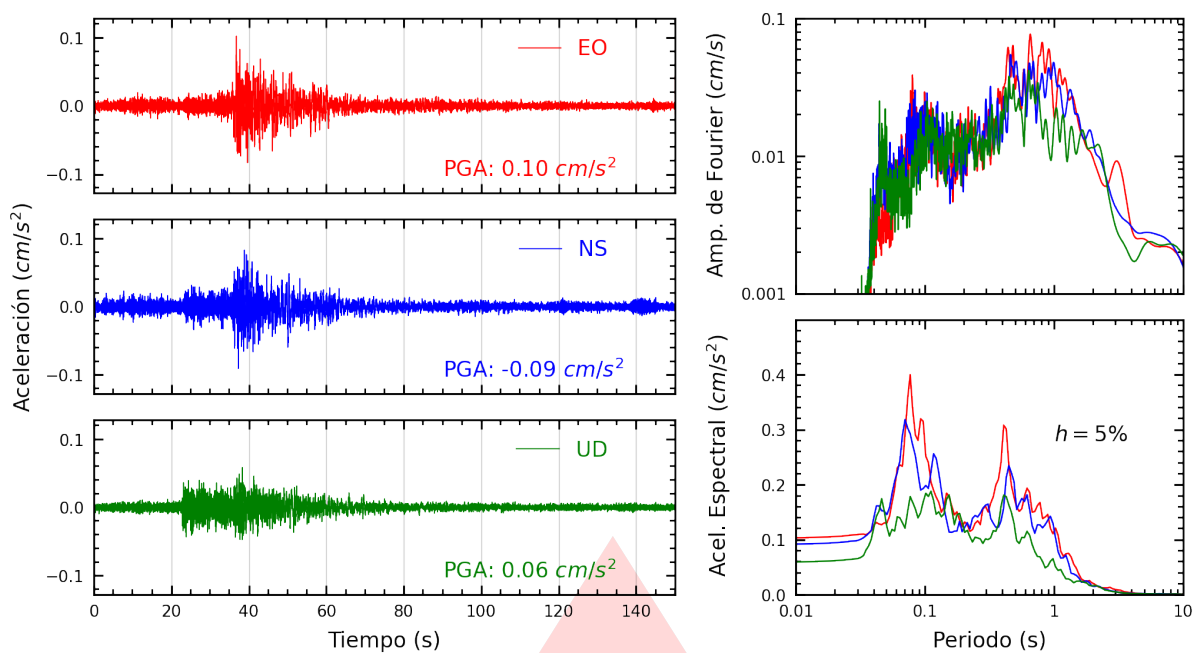 Aceleración (cm/s²)
0.1
0.0
−0.1
EO
PGA: 0.10 cm/s²
0.1
0.0
−0.1
NS
PGA: -0.09 cm/s²
0.1
0.0
−0.1
UD
PGA: 0.06 cm/s²
0 20 40 60 80 100 120 140
Tiempo (s)
Amp. de Fourier (cm/s)
0.1
0.01
0.001
Acel. Espectral (cm/s²)
0.4
0.3
0.2
0.1
0.0
h = 5%
0.01 0.1 1 10
Periodo (s)